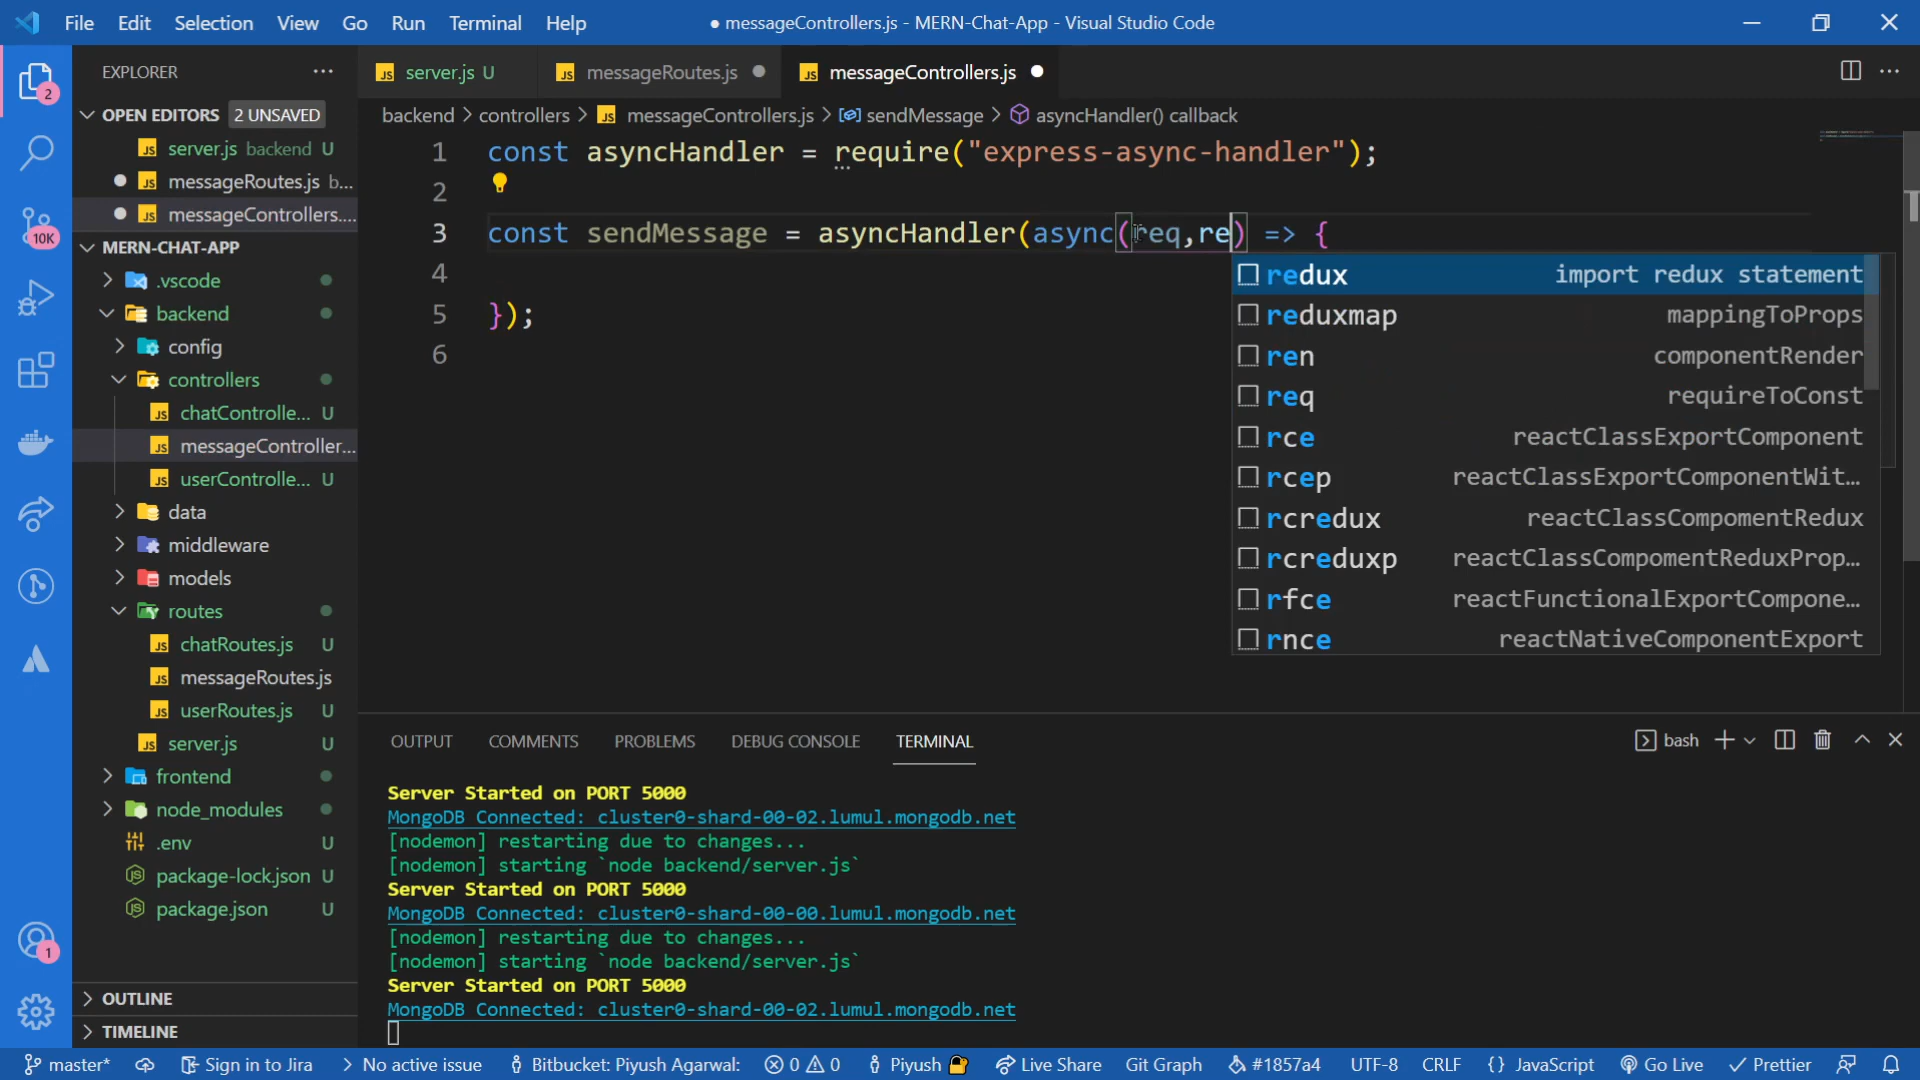 File Edit Selection View Go Run Terminal Help
● messageControllers.js - MERN-Chat-App - Visual Studio Code
EXPLORER
server.js U
messageRoutes.js
messageControllers.js
OPEN EDITORS 2 UNSAVED
backend > controllers > messageControllers.js > sendMessage > asyncHandler() callback
server.js backend U
messageRoutes.js b...
messageControllers....
MERN-CHAT-APP
.vscode
backend
config
controllers
chatControlle... U
messageController...
userControlle... U
data
middleware
models
routes
chatRoutes.js U
messageRoutes.js
userRoutes.js U
server.js U
frontend
node_modules
.env U
package-lock.json U
package.json U
OUTLINE
TIMELINE
2
10K
1
1 const asyncHandler = require("express-async-handler");
2
3 const sendMessage = asyncHandler(async(req,re) => {
4
5 });
6
redux import redux statement
reduxmap mappingToProps
ren componentRender
req requireToConst
rce reactClassExportComponent
rcep reactClassExportComponentWit...
rcredux reactClassCompomentRedux
rcreduxp reactClassCompomentReduxProp...
rfce reactFunctionalExportCompone...
rnce reactNativeComponentExport
OUTPUT COMMENTS PROBLEMS DEBUG CONSOLE TERMINAL
bash
Server Started on PORT 5000
MongoDB Connected: cluster0-shard-00-02.lumul.mongodb.net
[nodemon] restarting due to changes...
[nodemon] starting `node backend/server.js`
Server Started on PORT 5000
MongoDB Connected: cluster0-shard-00-00.lumul.mongodb.net
[nodemon] restarting due to changes...
[nodemon] starting `node backend/server.js`
Server Started on PORT 5000
MongoDB Connected: cluster0-shard-00-02.lumul.mongodb.net
master* Sign in to Jira No active issue Bitbucket: Piyush Agarwal: 0 0 Piyush Live Share Git Graph #1857a4 UTF-8 CRLF {} JavaScript Go Live Prettier